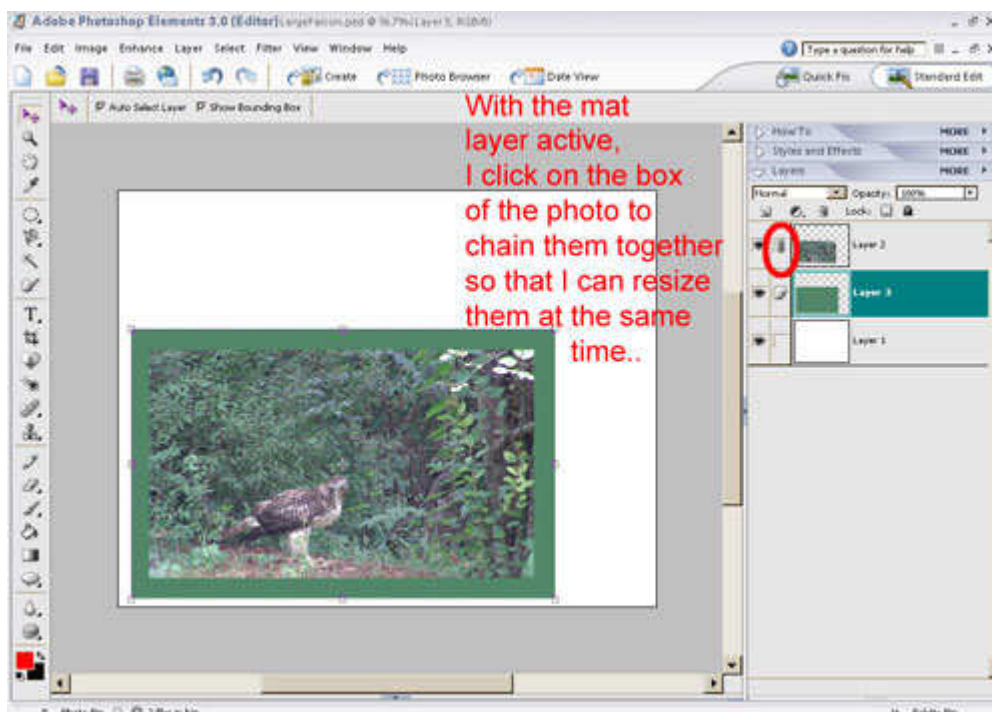 Adobe Photoshop Elements 3.0 (Editor)
File Edit Image Enhance Layer Select Filter View Window Help
Type a question for help
Create Photo Browser Date View
Quick Fix Standard Edit
Auto Select Layer Show Bounding Box
With the mat
layer active,
I click on the box
of the photo to
chain them together
so that I can resize
them at the same
time..
How To MORE
Styles and Effects MORE
Layers MORE
Normal Opacity: 100%
Lock:
Layer 2
Layer 3
Layer 1